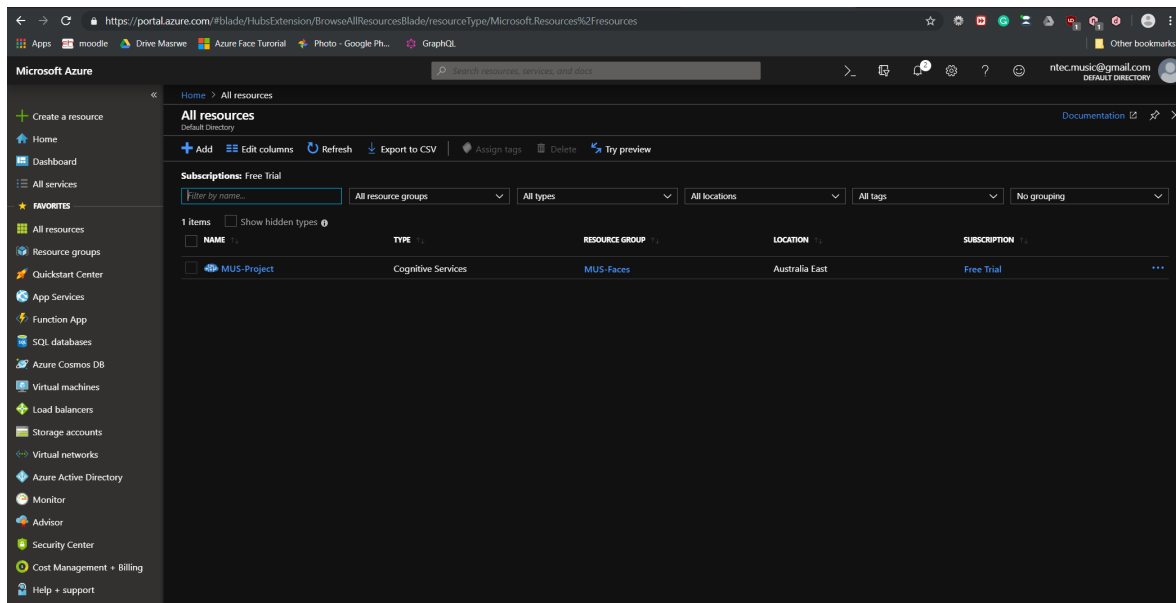 https://portal.azure.com/#blade/HubsExtension/BrowseAllResourcesBlade/resourceType/Microsoft.Resources%2Fresources
Apps moodle Drive Masrwe Azure Face Turorial Photo - Google Ph... GraphQL Other bookmarks
Microsoft Azure Search resources, services, and docs >_ 2 ? ntec.music@gmail.com
DEFAULT DIRECTORY
« Home > All resources
Create a resource
Home
Dashboard
All services
FAVORITES
All resources
Resource groups
Quickstart Center
App Services
Function App
SQL databases
Azure Cosmos DB
Virtual machines
Load balancers
Storage accounts
Virtual networks
Azure Active Directory
Monitor
Advisor
Security Center
Cost Management + Billing
Help + support
All resources Documentation
Default Directory
Add Edit columns Refresh Export to CSV Assign tags Delete Try preview
Subscriptions: Free Trial
Filter by name... All resource groups All types All locations All tags No grouping
1 items Show hidden types
NAME TYPE RESOURCE GROUP LOCATION SUBSCRIPTION
MUS-Project Cognitive Services MUS-Faces Australia East Free Trial ...